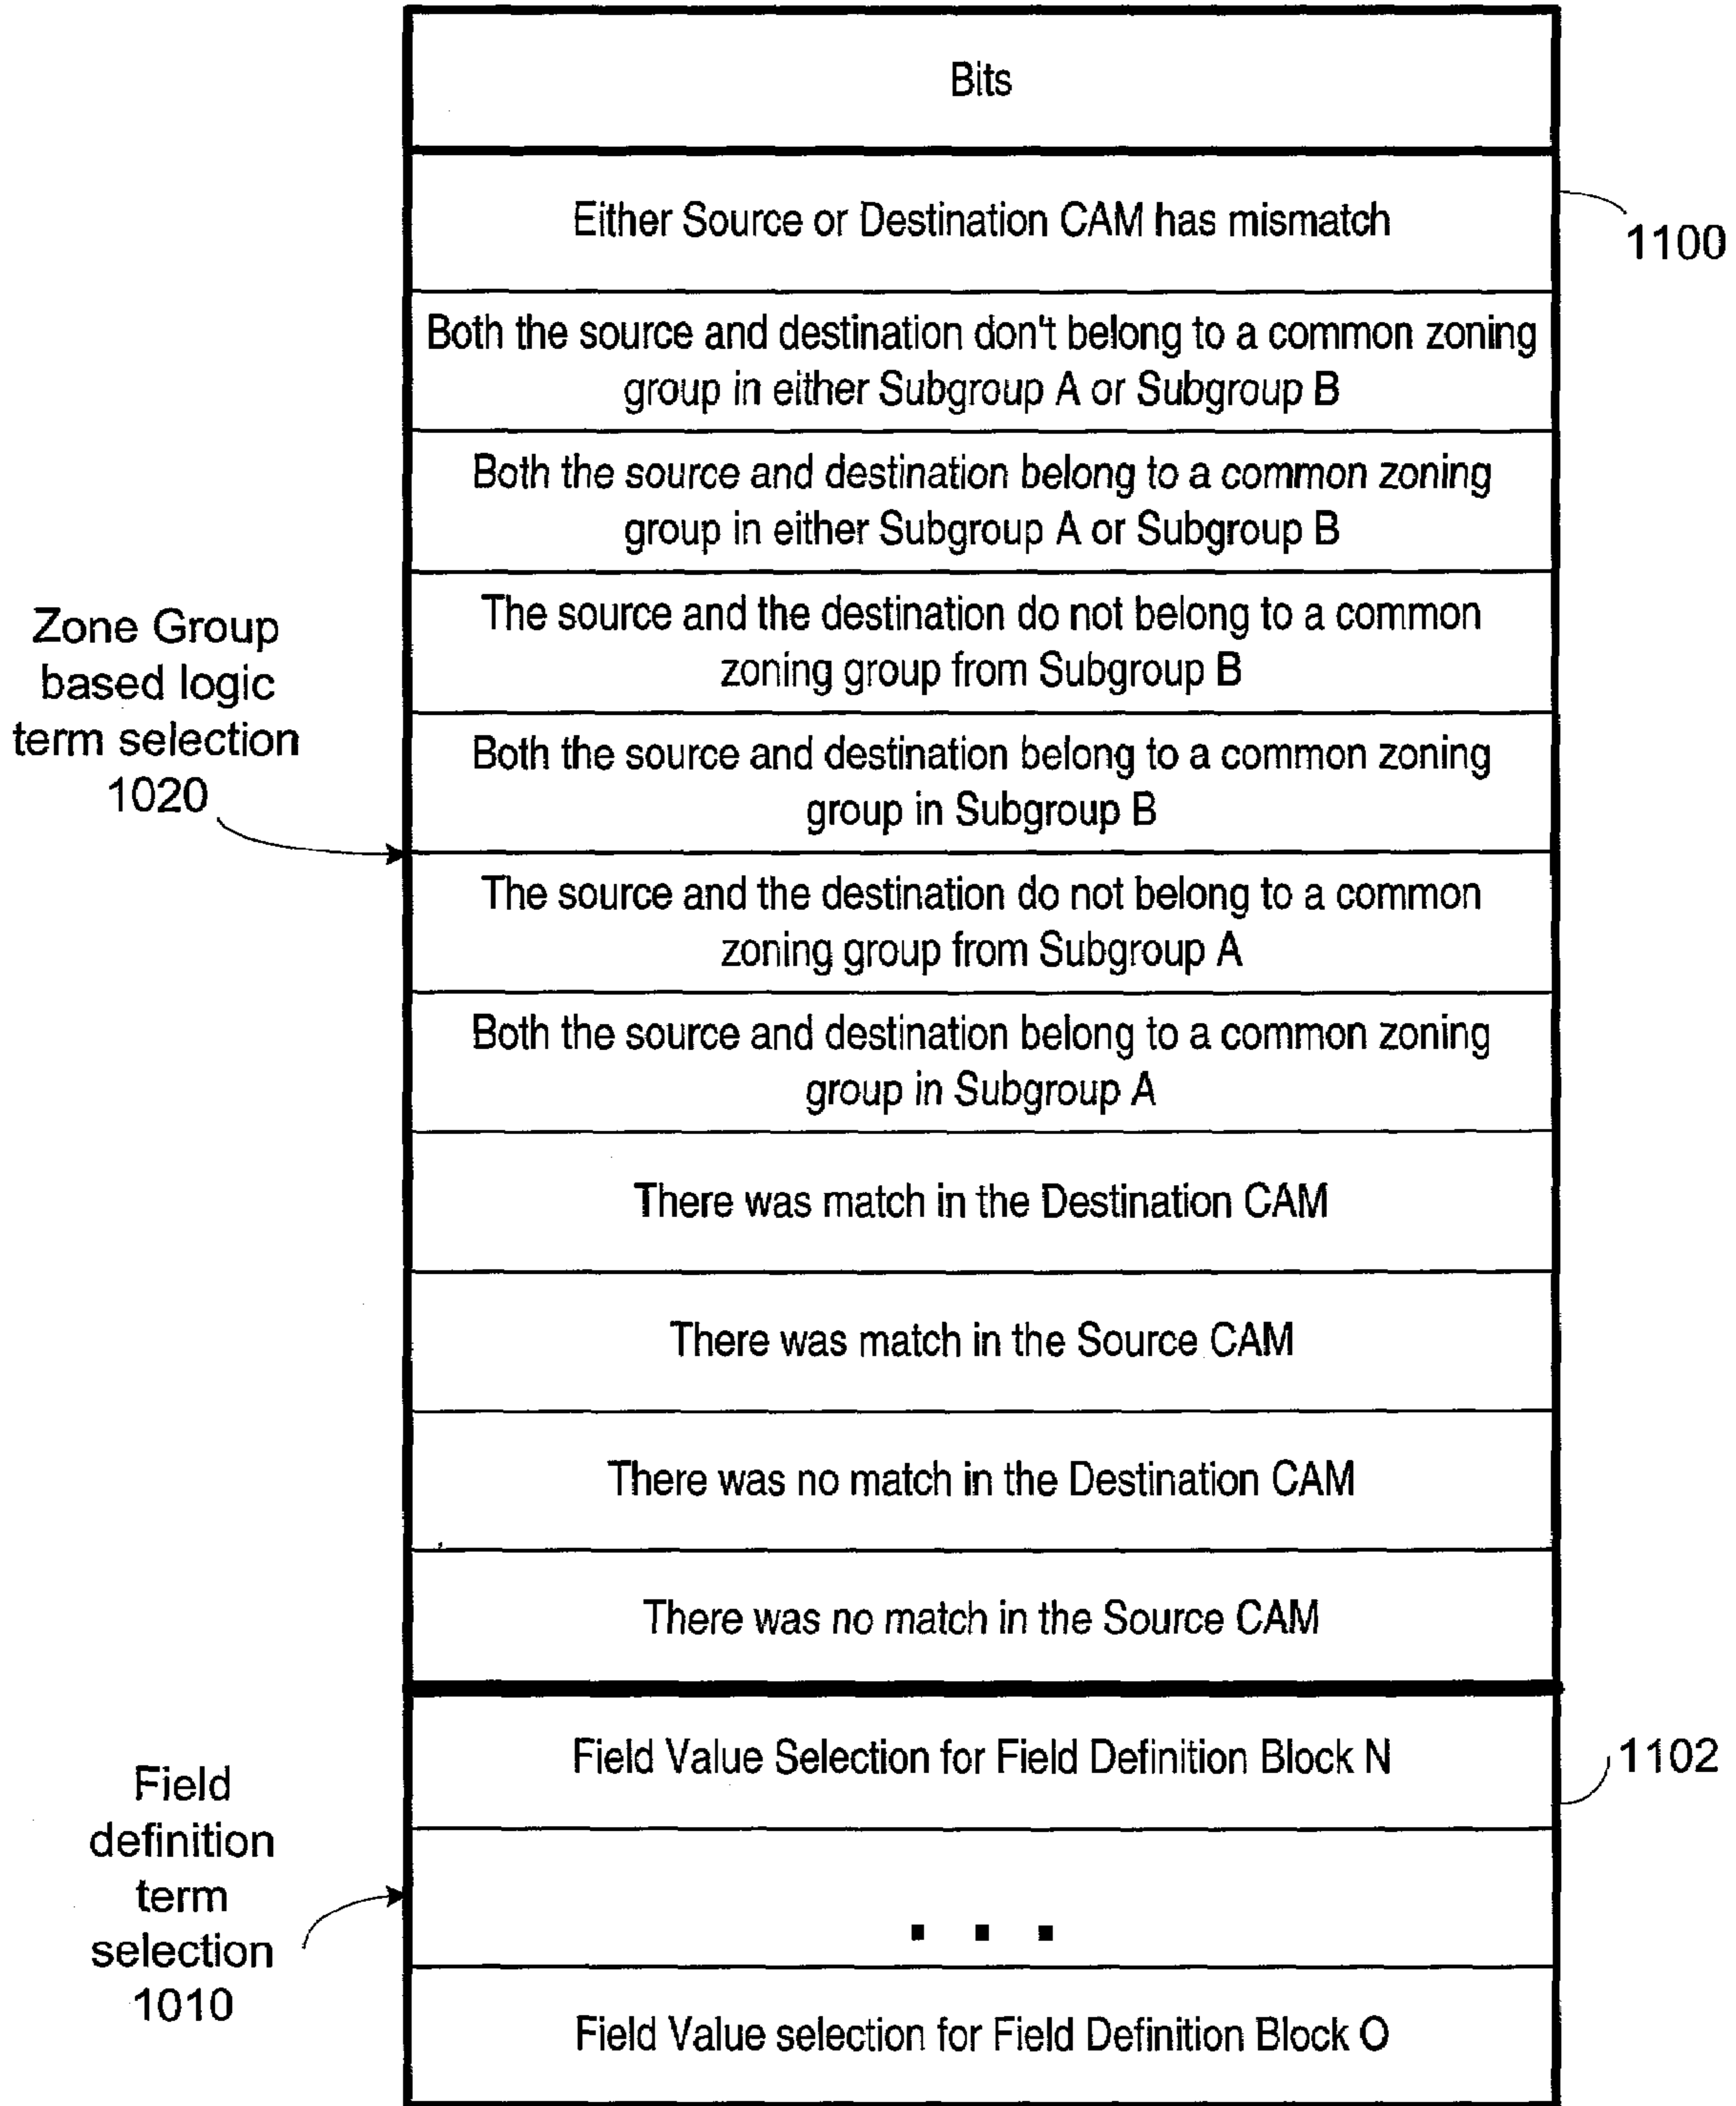 Bits
Either Source or Destination CAM has mismatch
1100
Both the source and destination don't belong to a common zoning
group in either Subgroup A or Subgroup B
Both the source and destination belong to a common zoning
group in either Subgroup A or Subgroup B
The source and the destination do not belong to a common
zoning group from Subgroup B
Zone Group
based logic
term selection
1020
Both the source and destination belong to a common zoning
group in Subgroup B
The source and the destination do not belong to a common
zoning group from Subgroup A
Both the source and destination belong to a common zoning
group in Subgroup A
There was match in the Destination CAM
There was match in the Source CAM
There was no match in the Destination CAM
There was no match in the Source CAM
Field Value Selection for Field Definition Block N
1102
Field
definition
term
selection
1010
. . .
Field Value selection for Field Definition Block O